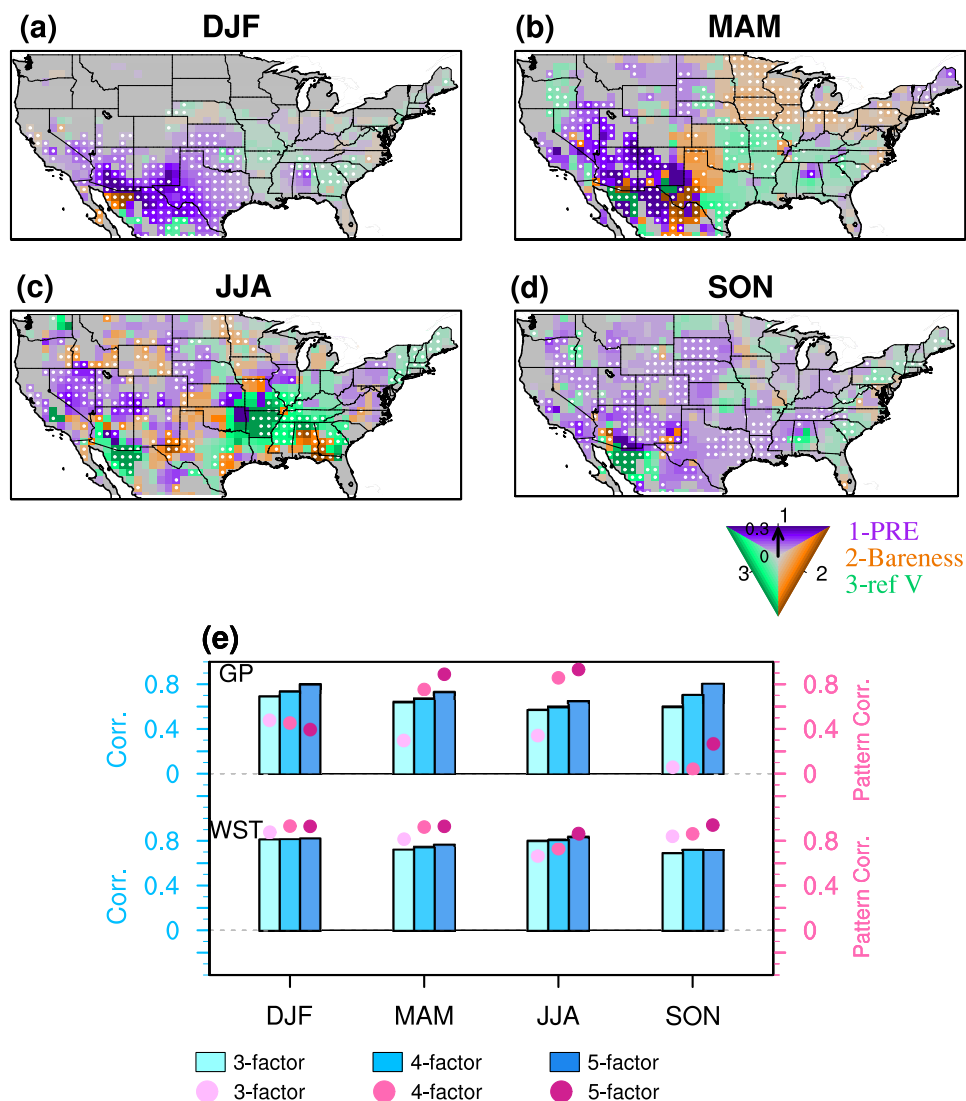 (a) DJF
(b) MAM
(c) JJA
(d) SON
1
0.3
0
3
2
1-PRE
2-Bareness
3-ref V
(e)
GP
0.8
0.4
0
Corr.
0.8
0.4
0
Pattern Corr.
WST
0.8
0.4
0
Corr.
0.8
0.4
0
Pattern Corr.
DJF MAM JJA SON
3-factor 4-factor 5-factor
3-factor 4-factor 5-factor